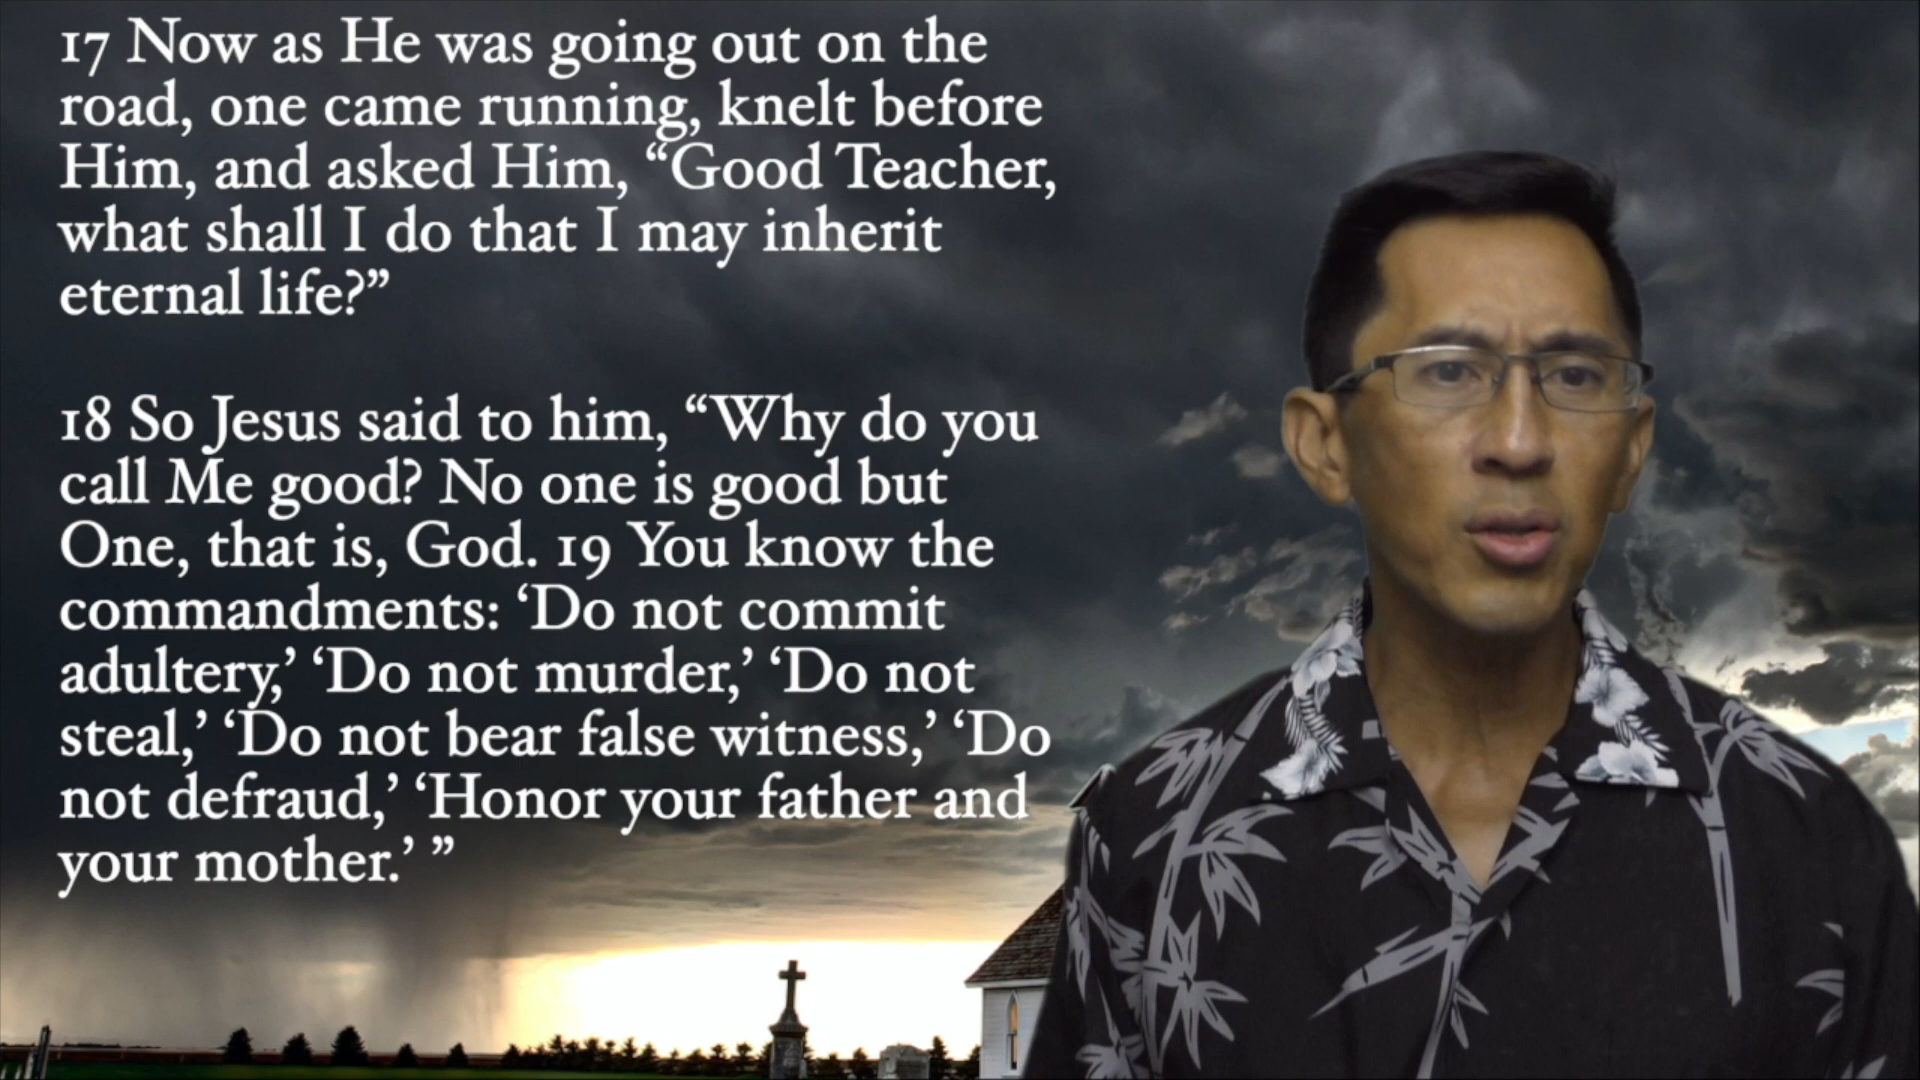 17 Now as He was going out on the
road, one came running, knelt before
Him, and asked Him, “Good Teacher,
what shall I do that I may inherit
eternal life?”
18 So Jesus said to him, “Why do you
call Me good? No one is good but
One, that is, God. 19 You know the
commandments: ‘Do not commit
adultery,’ ‘Do not murder,’ ‘Do not
steal,’ ‘Do not bear false witness,’ ‘Do
not defraud,’ ‘Honor your father and
your mother.’ ”